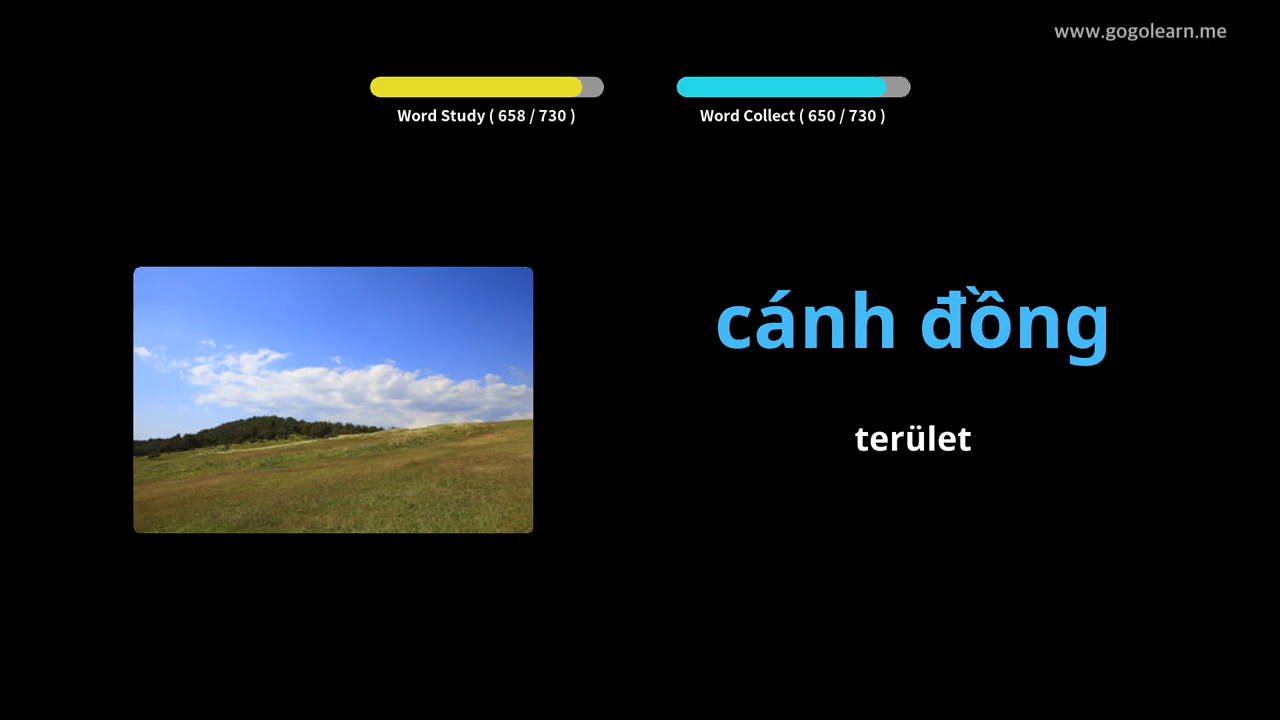 www.gogolearn.me
Word Study ( 658 / 730 )
Word Collect ( 650 / 730 )
cánh đồng
terület